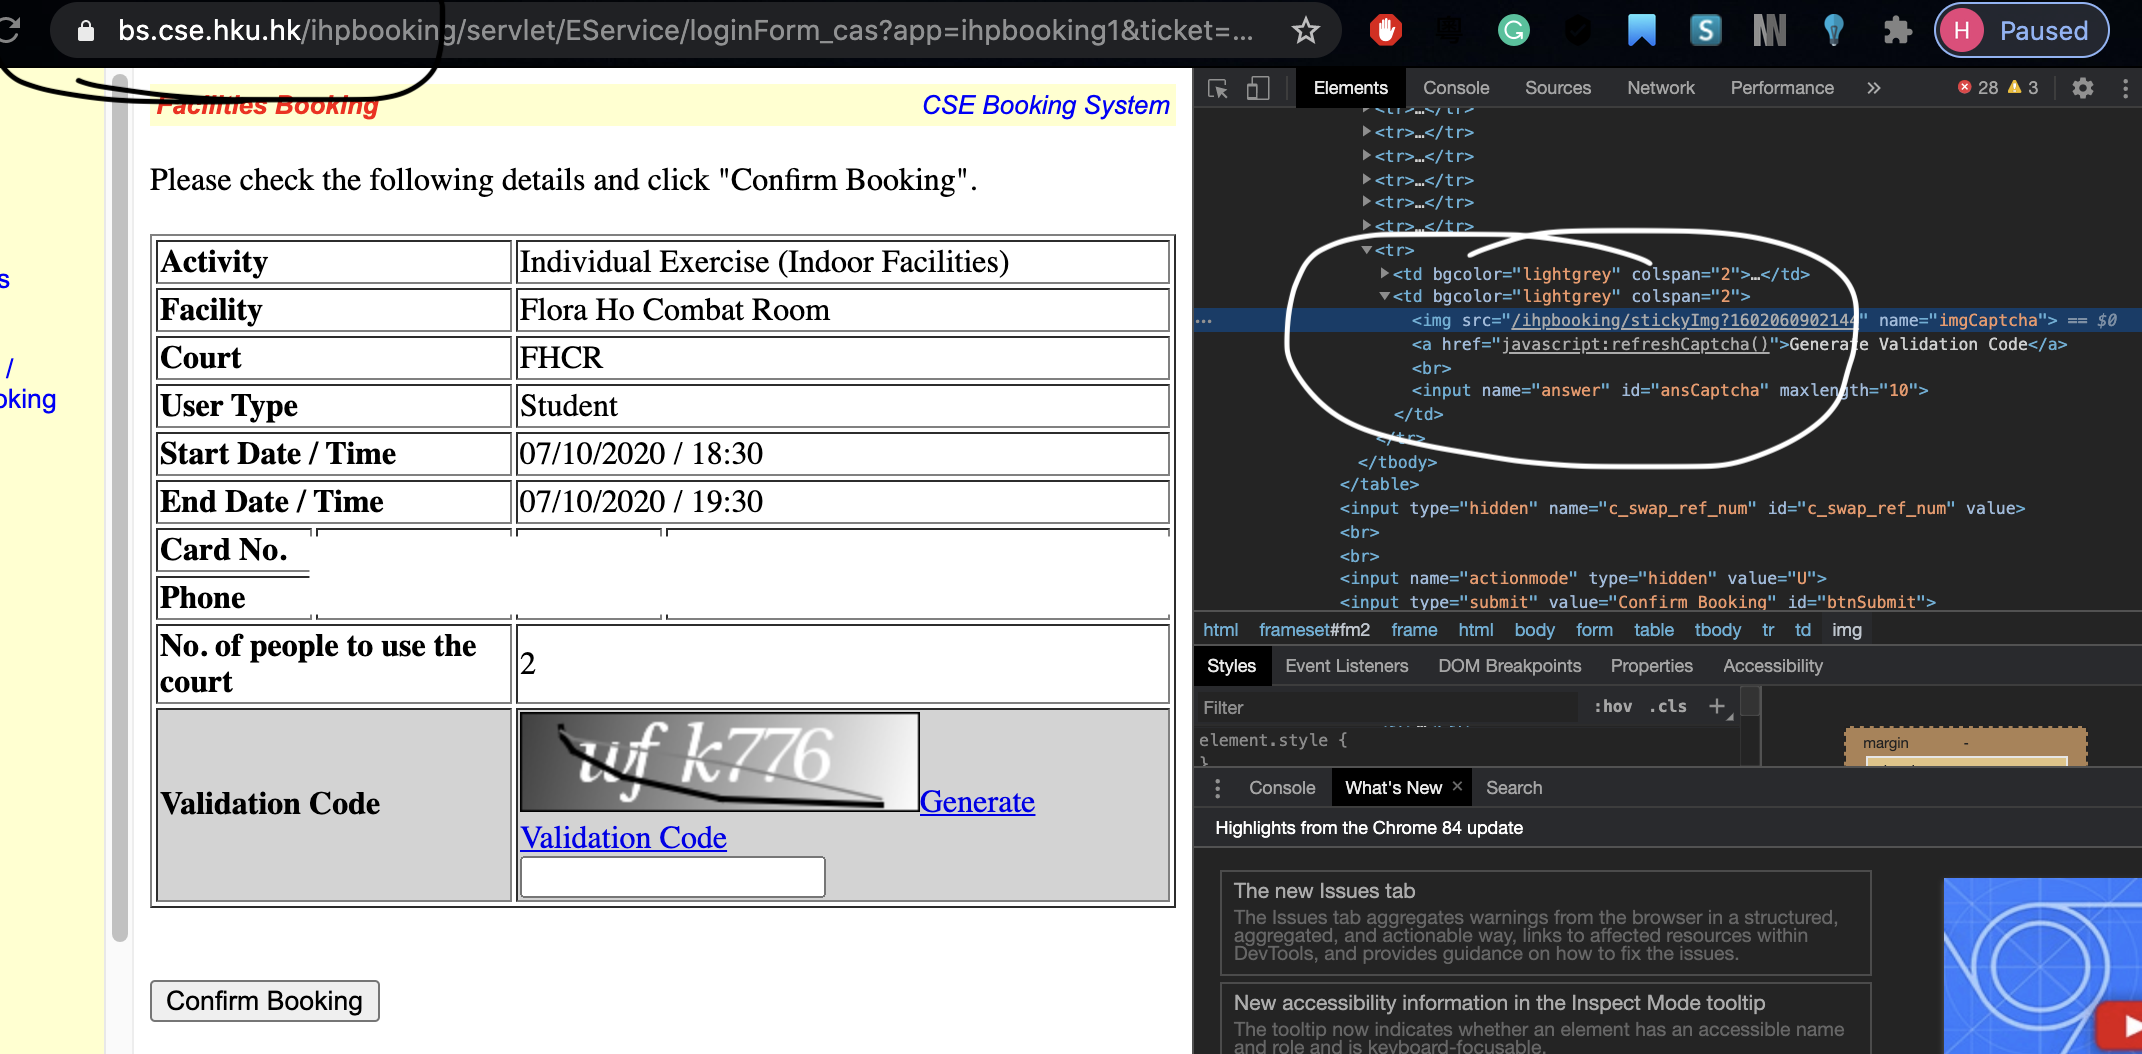 bs.cse.hku.hk/ihpbooking/servlet/EService/loginForm_cas?app=ihpbooking1&ticket=...
H Paused
Facilities Booking
CSE Booking System
s
/
oking
Please check the following details and click "Confirm Booking".
Activity Individual Exercise (Indoor Facilities)
Facility Flora Ho Combat Room
Court FHCR
User Type Student
Start Date / Time 07/10/2020 / 18:30
End Date / Time 07/10/2020 / 19:30
Card No.
Phone
No. of people to use the
court
2
Validation Code
wf k776
Generate
Validation Code
Confirm Booking
Elements Console Sources Network Performance » 28 3
<tr>…</tr>
<tr>…</tr>
<tr>…</tr>
<tr>…</tr>
<tr>…</tr>
<tr>…</tr>
<tr>
<td bgcolor="lightgrey" colspan="2">…</td>
<td bgcolor="lightgrey" colspan="2">
<img src="/ihpbooking/stickyImg?1602060902144" name="imgCaptcha"> == $0
<a href="javascript:refreshCaptcha()">Generate Validation Code</a>
<br>
<input name="answer" id="ansCaptcha" maxlength="10">
</td>
</tr>
</tbody>
</table>
<input type="hidden" name="c_swap_ref_num" id="c_swap_ref_num" value>
<br>
<br>
<input name="actionmode" type="hidden" value="U">
<input type="submit" value="Confirm Booking" id="btnSubmit">
html frameset#fm2 frame html body form table tbody tr td img
Styles Event Listeners DOM Breakpoints Properties Accessibility
Filter :hov .cls +
element.style {
}
margin -
Console What's New × Search
Highlights from the Chrome 84 update
The new Issues tab
The Issues tab aggregates warnings from the browser in a structured,
aggregated, and actionable way, links to affected resources within
DevTools, and provides guidance on how to fix the issues.
New accessibility information in the Inspect Mode tooltip
The tooltip now indicates whether an element has an accessible name
and role and is keyboard-focusable.